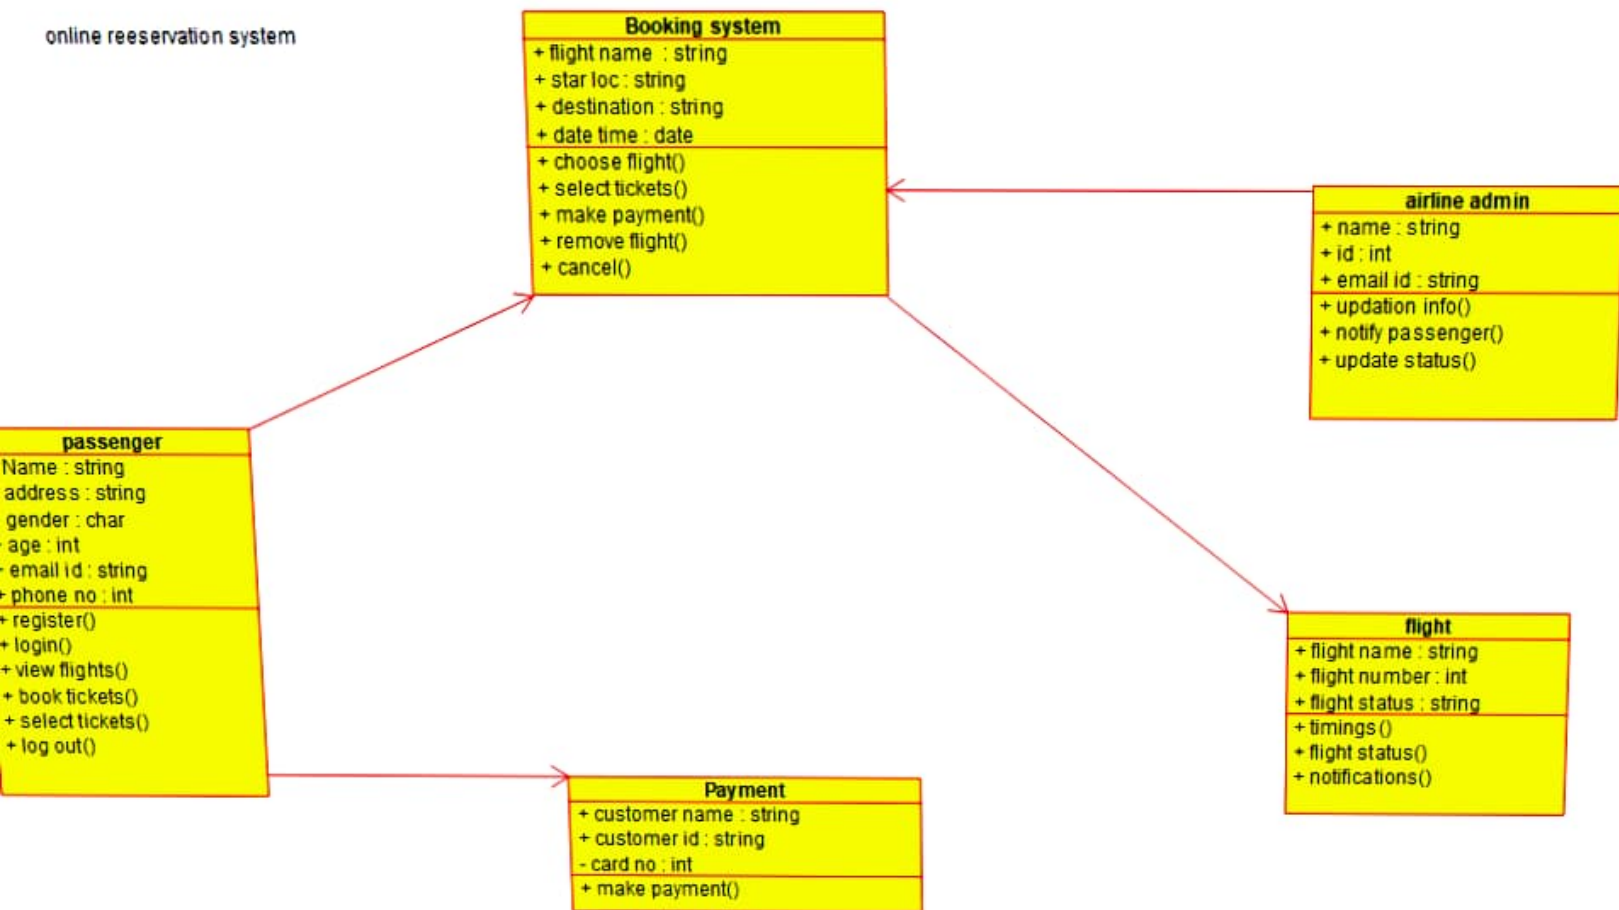 online reeservation system
Booking system
+ flight name : string
+ star loc : string
+ destination : string
+ date time : date
+ choose flight()
+ select tickets()
+ make payment()
+ remove flight()
+ cancel()
airline admin
+ name : string
+ id : int
+ email id : string
+ updation info()
+ notify passenger()
+ update status()
passenger
Name : string
address : string
gender : char
- age : int
- email id : string
+ phone no : int
+ register()
+ login()
+ view flights()
+ book tickets()
+ select tickets()
+ log out()
flight
+ flight name : string
+ flight number : int
+ flight status : string
+ timings()
+ flight status()
+ notifications()
Payment
+ customer name : string
+ customer id : string
- card no : int
+ make payment()